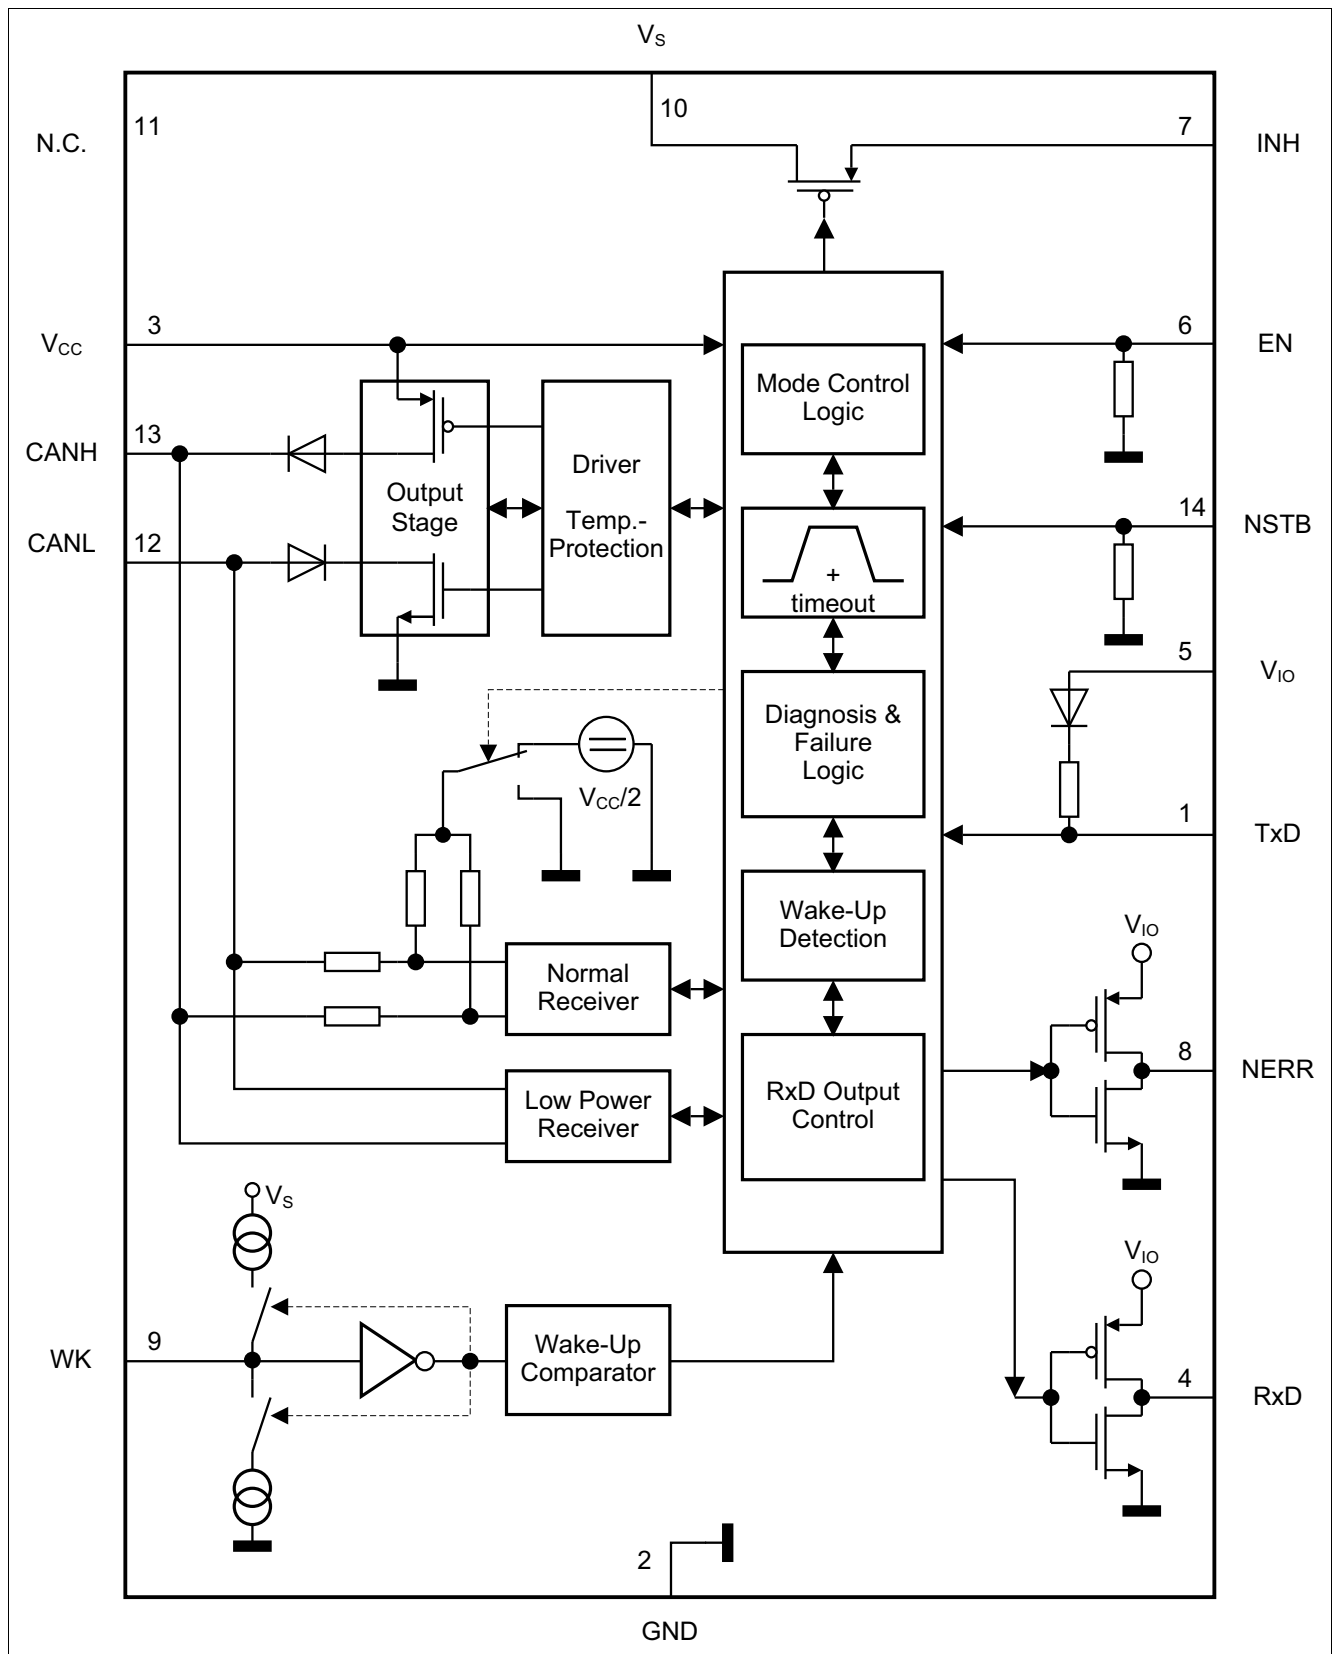 VS
10
11
7
N.C.
INH
3
6
VCC
EN
Mode Control
Logic
13
CANH
Driver
Output
Stage
14
NSTB
Temp.-
Protection
12
CANL
+
timeout
5
VIO
Diagnosis &
Failure
Logic
VCC/2
1
TxD
Wake-Up
Detection
VIO
Normal
Receiver
8
NERR
RxD Output
Control
Low Power
Receiver
VS
VIO
9
WK
Wake-Up
Comparator
4
RxD
2
GND